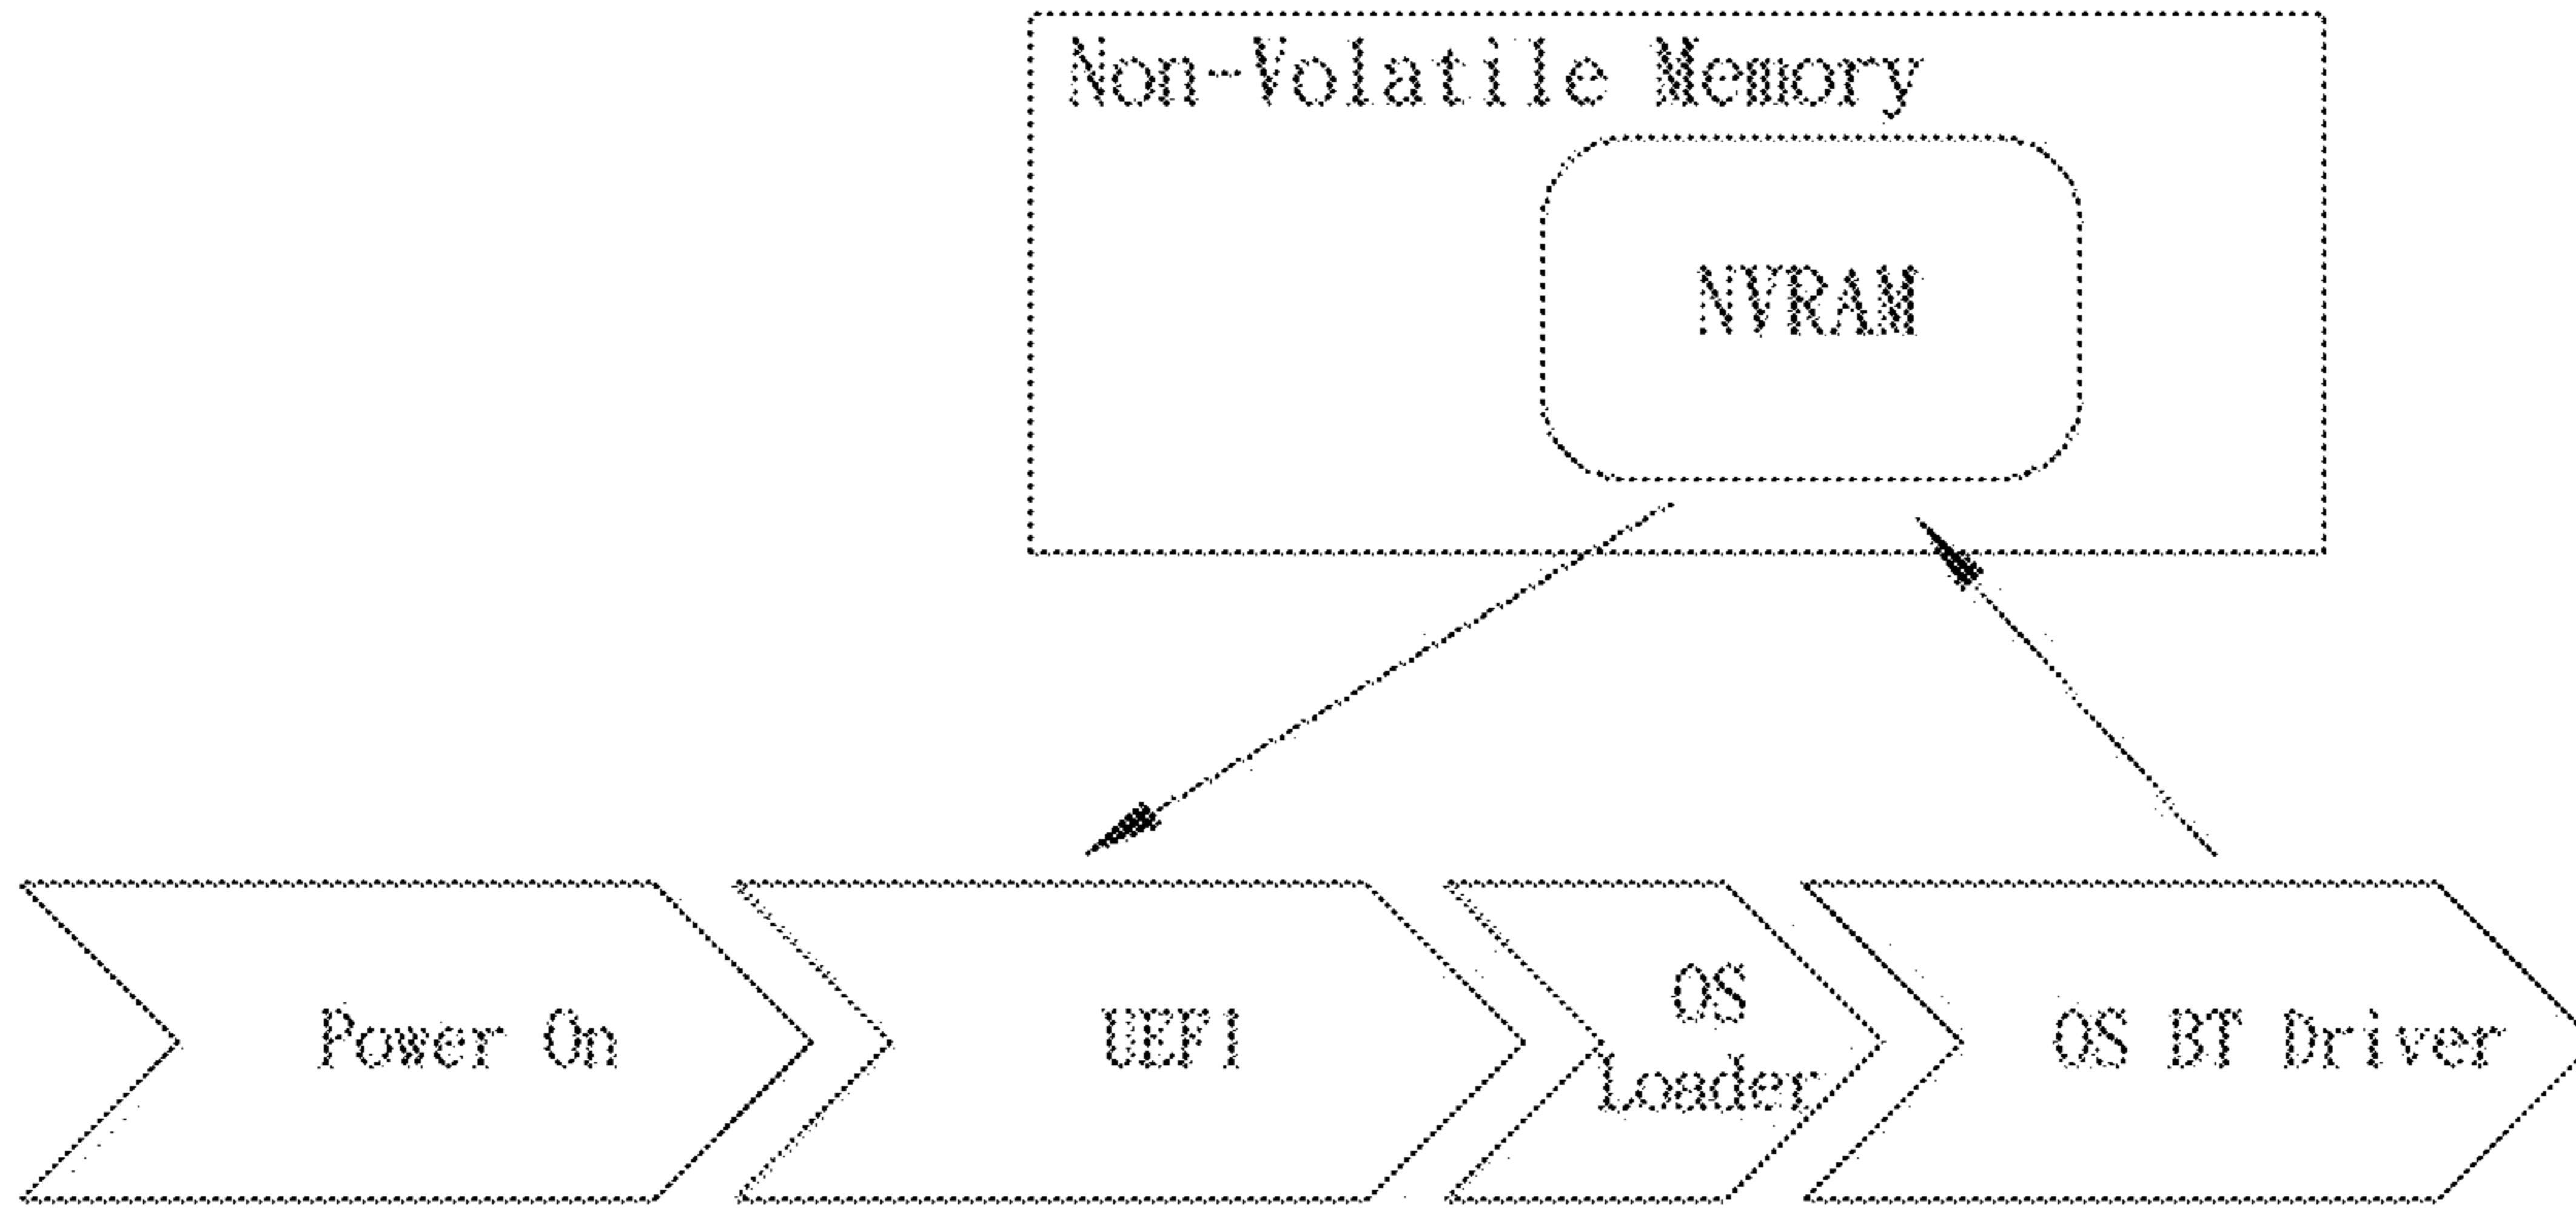 Non-Volatile Memory
NVRAM
Power On
UEFI
OS
Loader
OS BT Driver